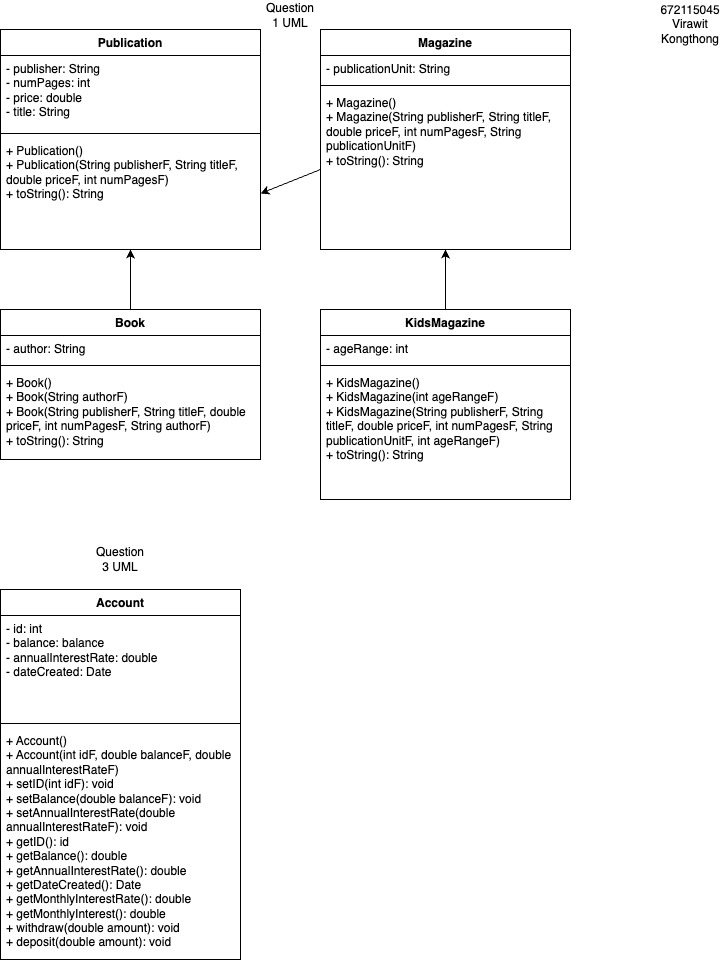 Question
1 UML
672115045
Virawit
Kongthong
Publication
- publisher: String
- numPages: int
- price: double
- title: String
+ Publication()
+ Publication(String publisherF, String titleF,
double priceF, int numPagesF)
+ toString(): String
Magazine
- publicationUnit: String
+ Magazine()
+ Magazine(String publisherF, String titleF,
double priceF, int numPagesF, String
publicationUnitF)
+ toString(): String
Book
- author: String
+ Book()
+ Book(String authorF)
+ Book(String publisherF, String titleF, double
priceF, int numPagesF, String authorF)
+ toString(): String
KidsMagazine
- ageRange: int
+ KidsMagazine()
+ KidsMagazine(int ageRangeF)
+ KidsMagazine(String publisherF, String
titleF, double priceF, int numPagesF, String
publicationUnitF, int ageRangeF)
+ toString(): String
Question
3 UML
Account
- id: int
- balance: balance
- annualInterestRate: double
- dateCreated: Date
+ Account()
+ Account(int idF, double balanceF, double
annualInterestRateF)
+ setID(int idF): void
+ setBalance(double balanceF): void
+ setAnnualInterestRate(double
annualInterestRateF): void
+ getID(): id
+ getBalance(): double
+ getAnnualInterestRate(): double
+ getDateCreated(): Date
+ getMonthlyInterestRate(): double
+ getMonthlyInterest(): double
+ withdraw(double amount): void
+ deposit(double amount): void